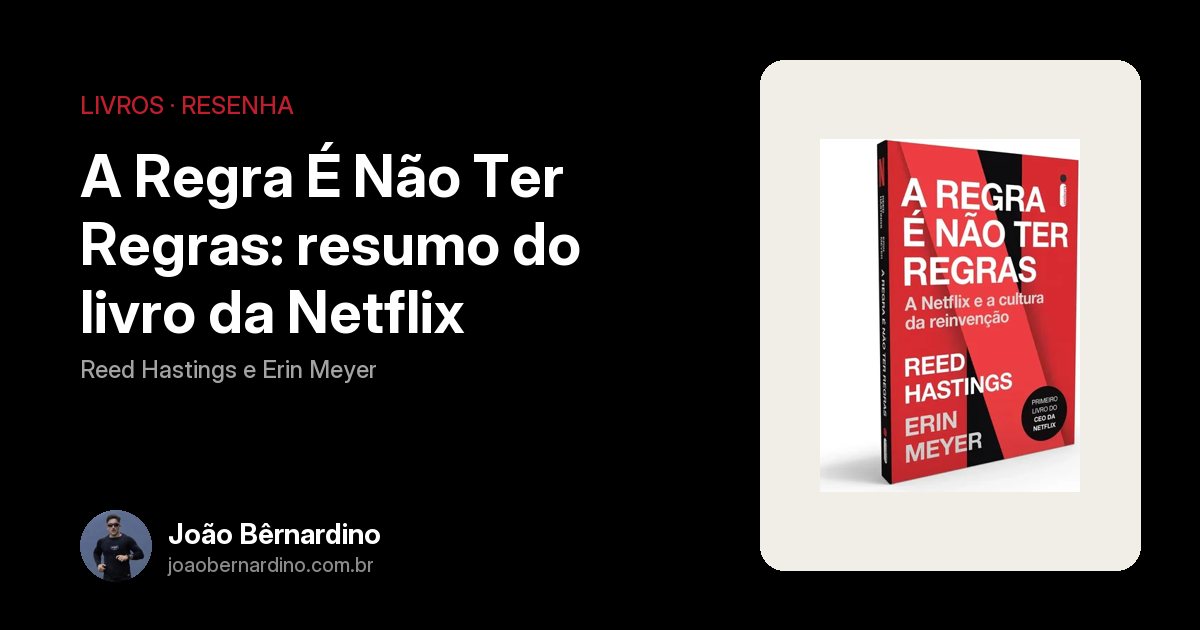 LIVROS · RESENHA
A Regra É Não Ter
Regras: resumo do
livro da Netflix
Reed Hastings e Erin Meyer
João Bêrnardino
joaobernardino.com.br
A REGRA
É NÃO TER
REGRAS
A Netflix e a cultura
da reinvenção
REED
HASTINGS
ERIN
MEYER
PRIMEIRO
LIVRO DO
CEO DA
NETFLIX
A REGRA É NÃO TER REGRAS